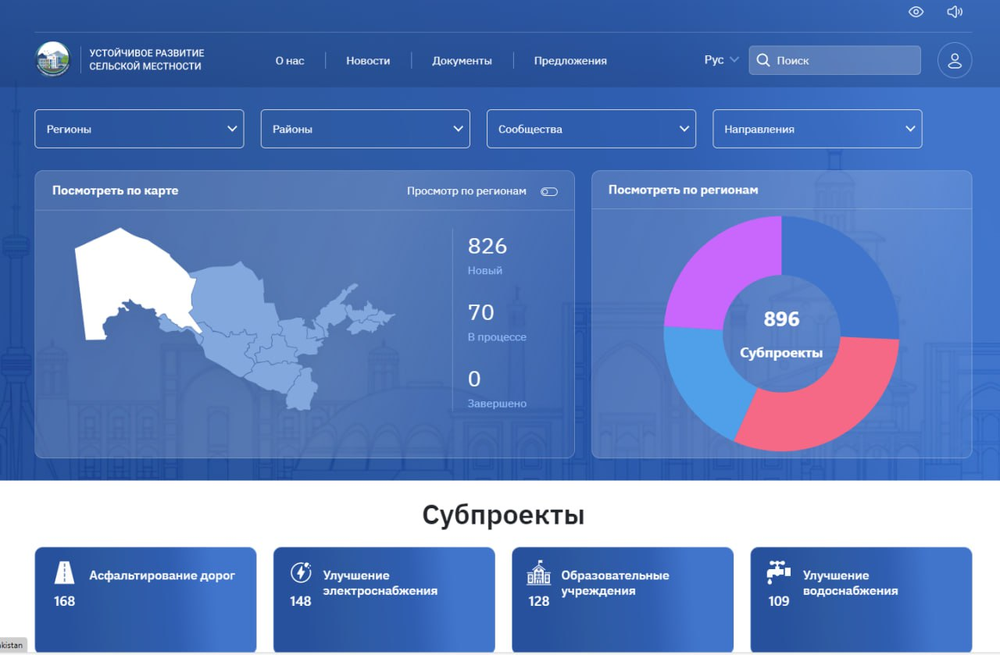 УСТОЙЧИВОЕ РАЗВИТИЕ
СЕЛЬСКОЙ МЕСТНОСТИ
О нас
Новости
Документы
Предложения
Рус
Поиск
Регионы
Районы
Сообщества
Направления
Посмотреть по карте
Просмотр по регионам
826
Новый
70
В процессе
0
Завершено
Посмотреть по регионам
896
Субпроекты
Субпроекты
Асфальтирование дорог
168
Улучшение
электроснабжения
148
Образовательные
учреждения
128
Улучшение
водоснабжения
109
kistan